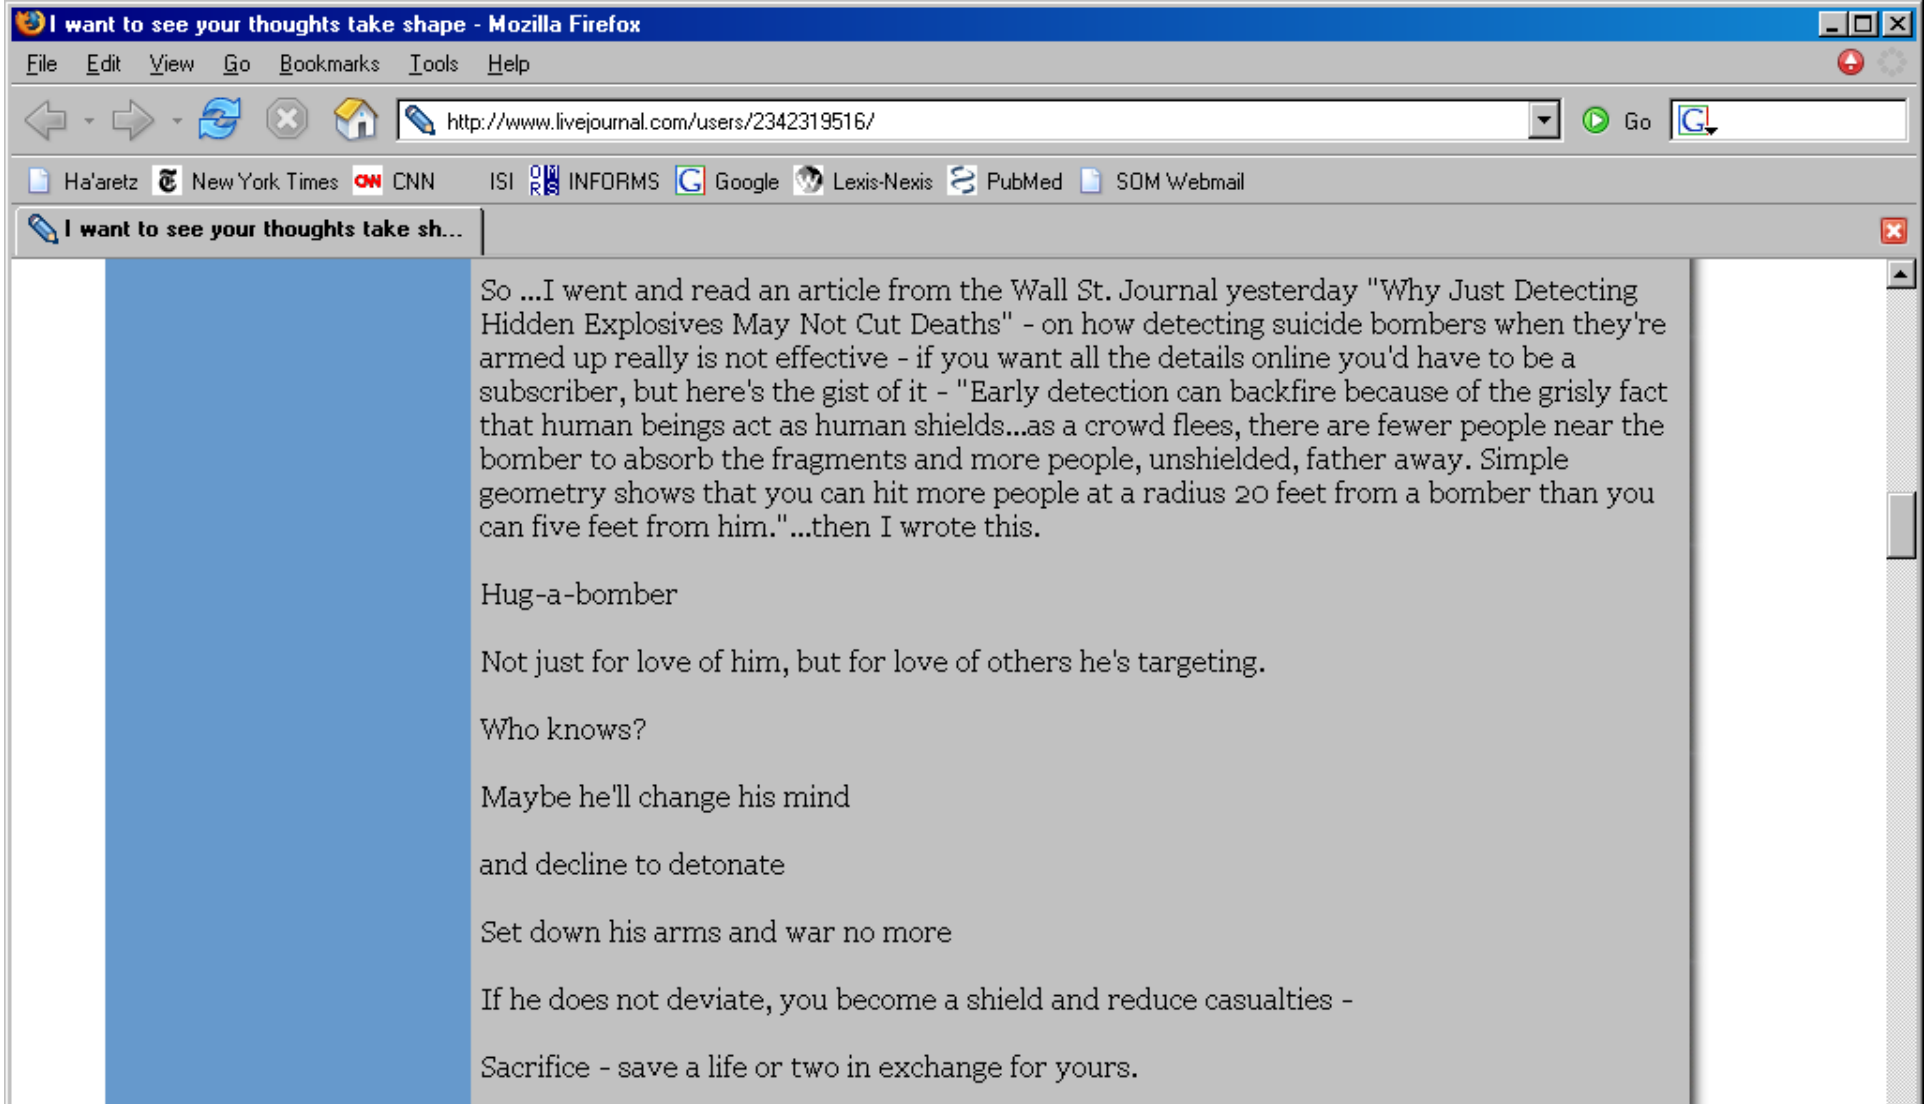 I want to see your thoughts take shape - Mozilla Firefox
File Edit View Go Bookmarks Tools Help
http://www.livejournal.com/users/2342319516/ Go G
Ha'aretz New York Times CNN CNN ISI INFORMS G Google Lexis-Nexis PubMed SOM Webmail
I want to see your thoughts take sh...
So ...I went and read an article from the Wall St. Journal yesterday "Why Just Detecting
Hidden Explosives May Not Cut Deaths" - on how detecting suicide bombers when they're
armed up really is not effective - if you want all the details online you'd have to be a
subscriber, but here's the gist of it - "Early detection can backfire because of the grisly fact
that human beings act as human shields...as a crowd flees, there are fewer people near the
bomber to absorb the fragments and more people, unshielded, father away. Simple
geometry shows that you can hit more people at a radius 20 feet from a bomber than you
can five feet from him."...then I wrote this.
Hug-a-bomber
Not just for love of him, but for love of others he's targeting.
Who knows?
Maybe he'll change his mind
and decline to detonate
Set down his arms and war no more
If he does not deviate, you become a shield and reduce casualties -
Sacrifice - save a life or two in exchange for yours.